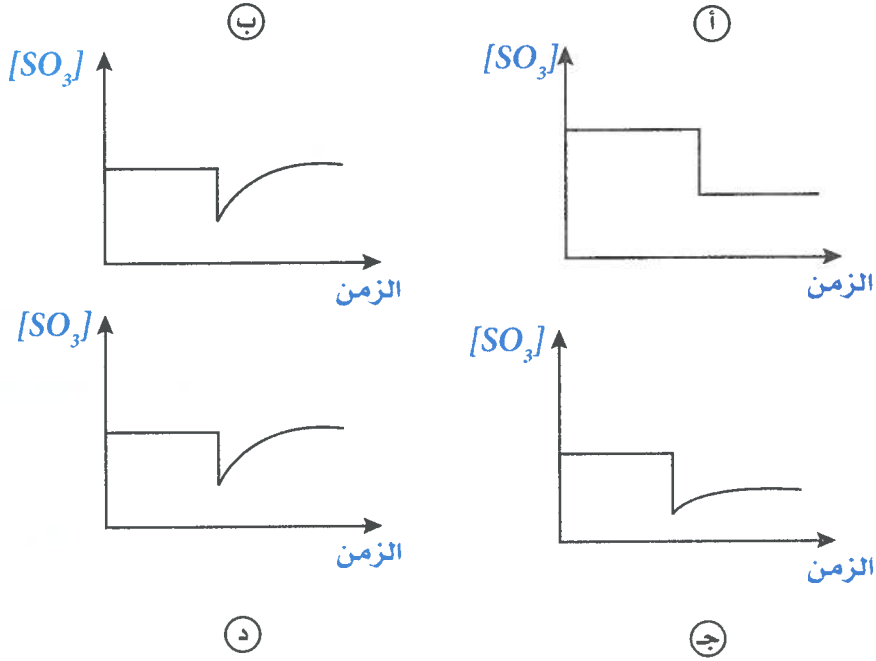 أ
[SO₃]
الزمن
ب
[SO₃]
الزمن
[SO₃]
الزمن
جـ
[SO₃]
الزمن
د